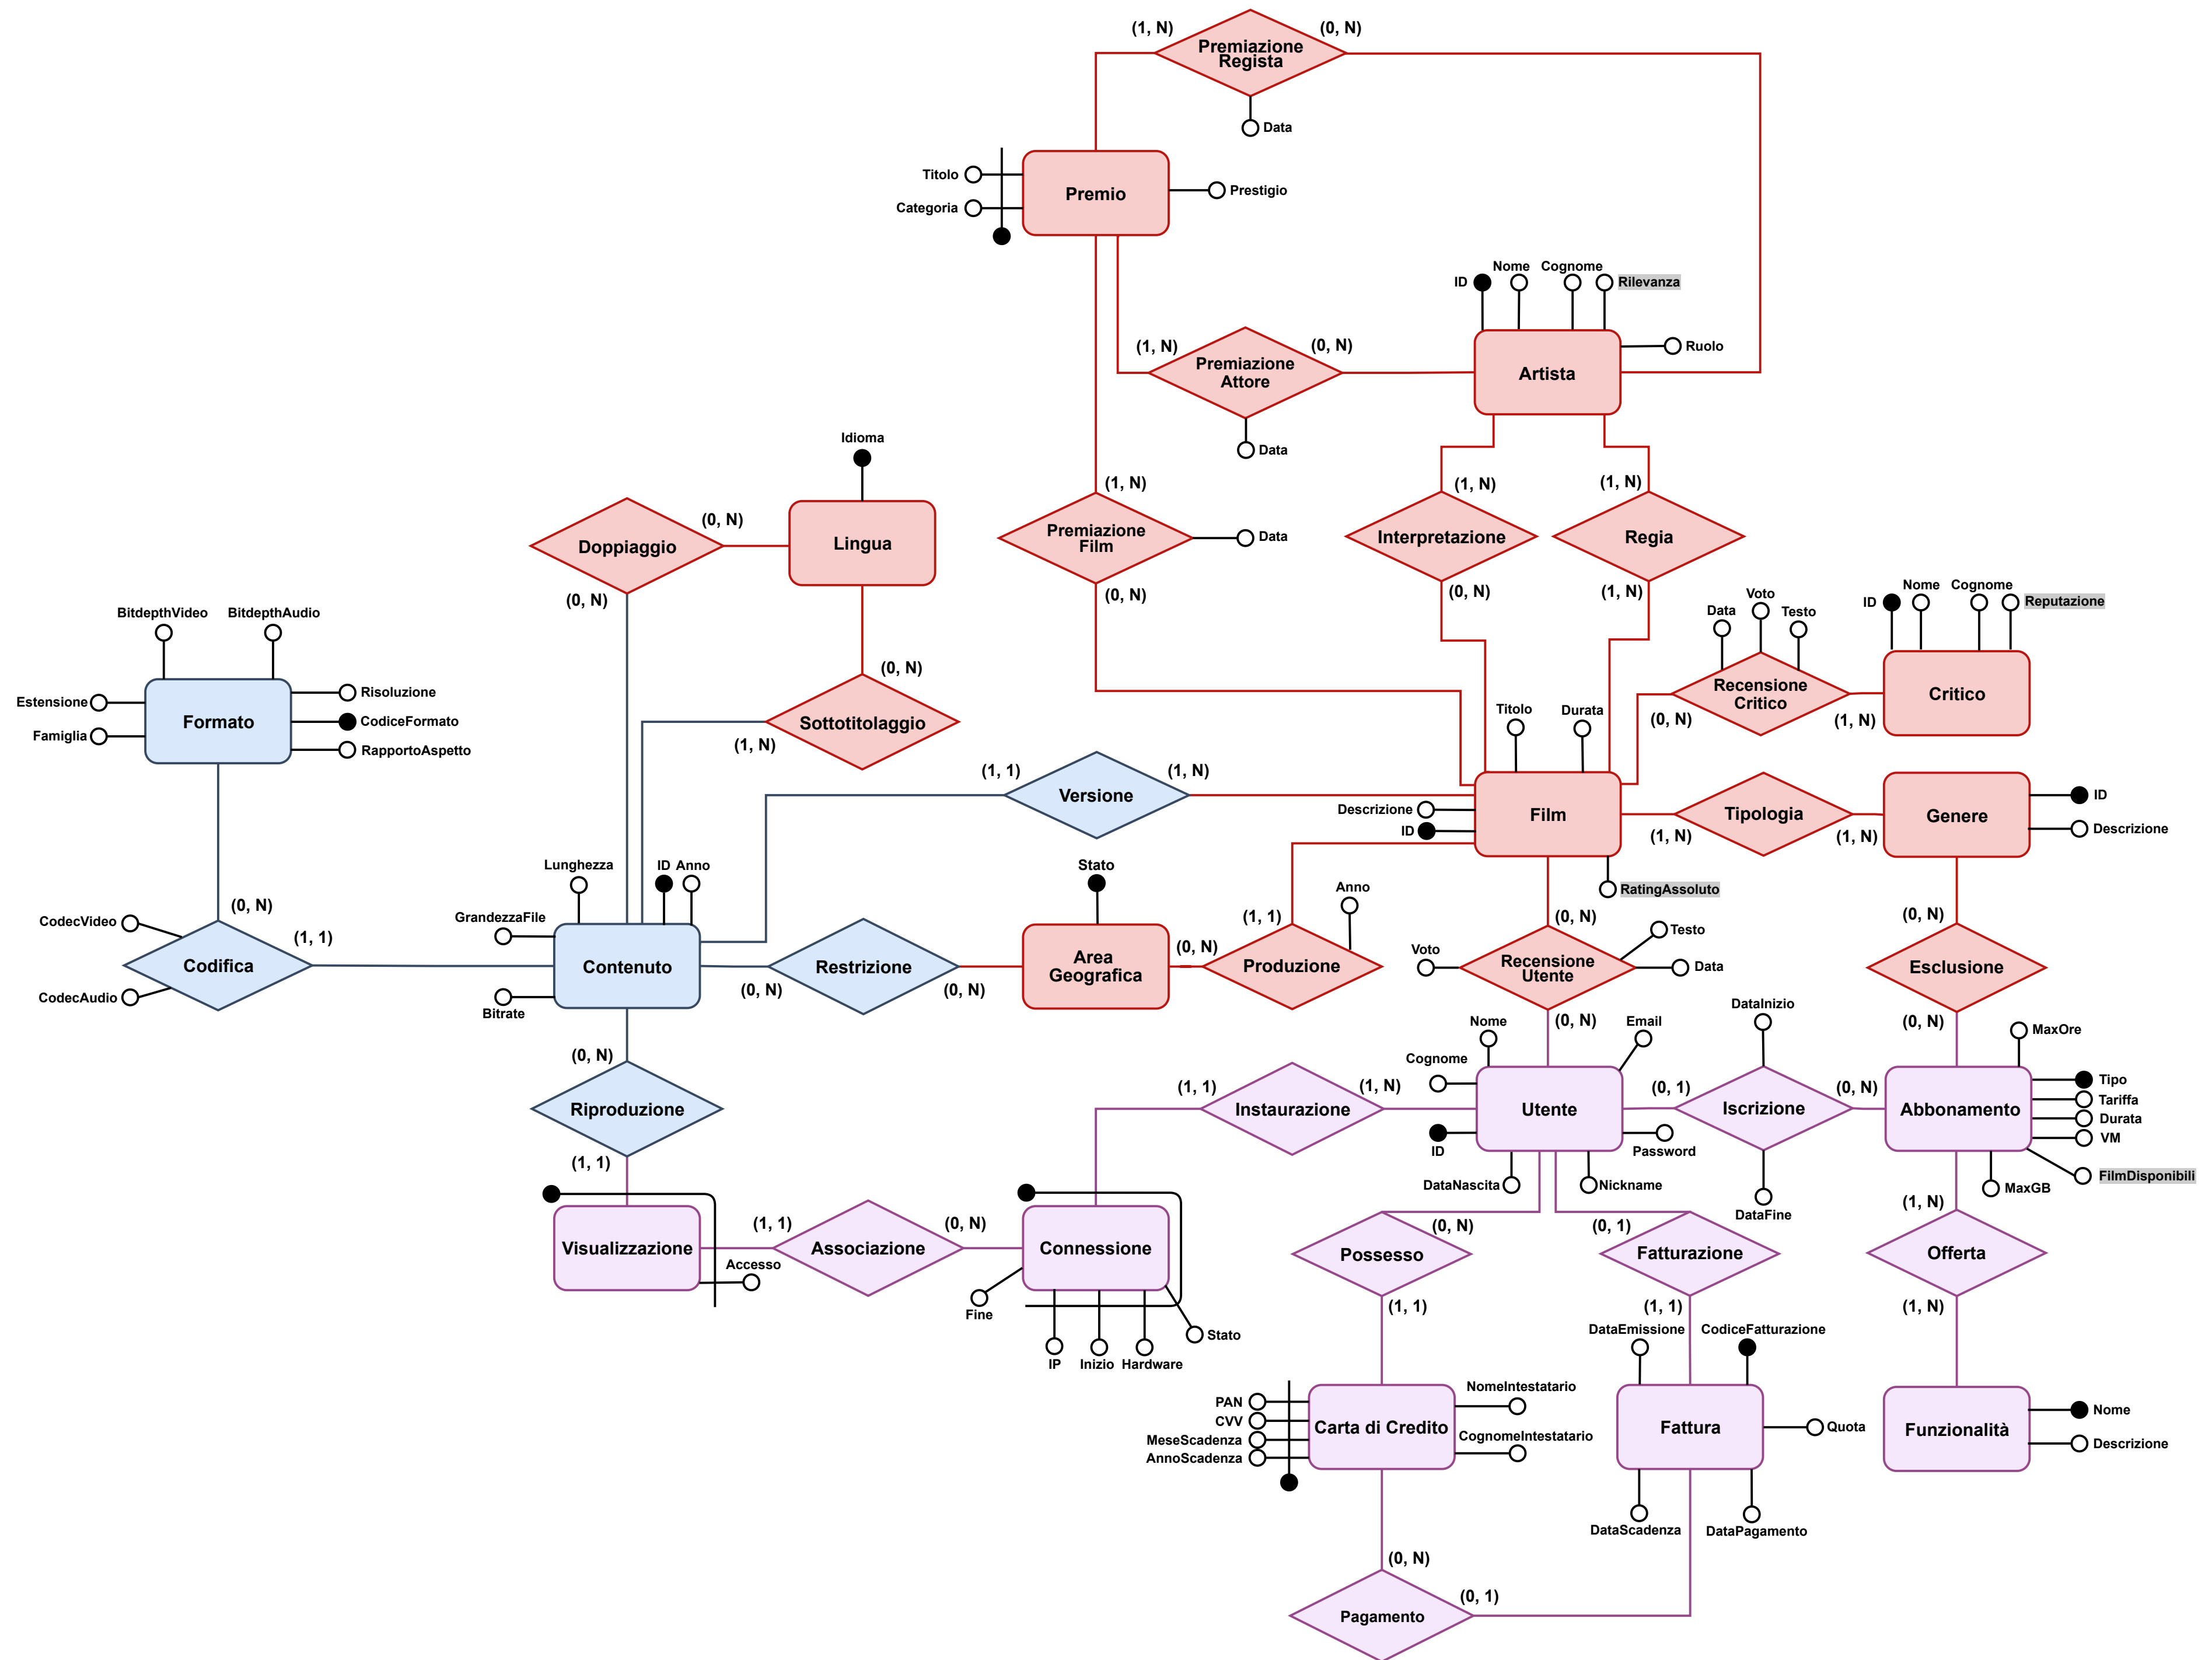 (1, N)
(0, N)
Premiazione
Regista
Data
Titolo
Categoria
Premio
Prestigio
ID
Nome
Cognome
Rilevanza
Ruolo
Artista
(1, N)
(0, N)
Premiazione
Attore
Data
Idioma
Lingua
(0, N)
Doppiaggio
(0, N)
(1, N)
Premiazione
Film
Data
(0, N)
(1, N)
Interpretazione
(0, N)
(1, N)
Regia
(1, N)
Data
Voto
Testo
Recensione
Critico
(0, N)
(1, N)
ID
Nome
Cognome
Reputazione
Critico
BitdepthVideo
BitdepthAudio
Estensione
Famiglia
Formato
Risoluzione
CodiceFormato
RapportoAspetto
(0, N)
Sottotitolaggio
(1, N)
(1, 1)
Versione
(1, N)
Titolo
Durata
Descrizione
ID
Film
RatingAssoluto
(1, N)
Tipologia
(1, N)
Genere
ID
Descrizione
(0, N)
CodecVideo
CodecAudio
Codifica
(1, 1)
Lunghezza
ID
Anno
GrandezzaFile
Contenuto
Bitrate
(0, N)
Restrizione
(0, N)
Stato
Area
Geografica
(0, N)
(1, 1)
Anno
Produzione
(0, N)
Voto
Recensione
Utente
Testo
Data
(0, N)
(0, N)
Esclusione
(0, N)
(0, N)
Riproduzione
(1, 1)
(1, 1)
Instaurazione
(1, N)
Nome
Email
Cognome
Utente
ID
Password
DataNascita
Nickname
DataInizio
(0, 1)
Iscrizione
(0, N)
DataFine
MaxOre
Abbonamento
Tipo
Tariffa
Durata
VM
FilmDisponibili
MaxGB
Visualizzazione
Accesso
(1, 1)
Associazione
(0, N)
Connessione
Fine
IP
Inizio
Hardware
Stato
(0, N)
Possesso
(1, 1)
(0, 1)
Fatturazione
(1, 1)
(1, N)
Offerta
(1, N)
PAN
CVV
MeseScadenza
AnnoScadenza
Carta di Credito
NomeIntestatario
CognomeIntestatario
DataEmissione
CodiceFatturazione
Fattura
Quota
DataScadenza
DataPagamento
Funzionalità
Nome
Descrizione
(0, N)
Pagamento
(0, 1)